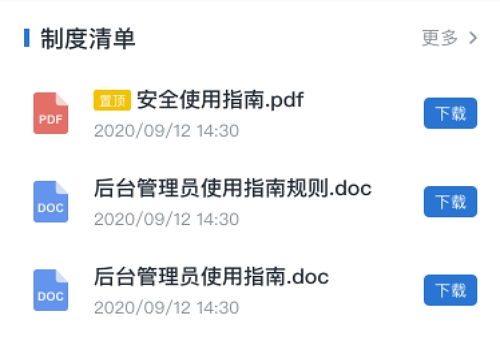 制度清单
更多
PDF
置顶 安全使用指南.pdf
2020/09/12 14:30
下载
DOC
后台管理员使用指南规则.doc
2020/09/12 14:30
下载
DOC
后台管理员使用指南.doc
2020/09/12 14:30
下载